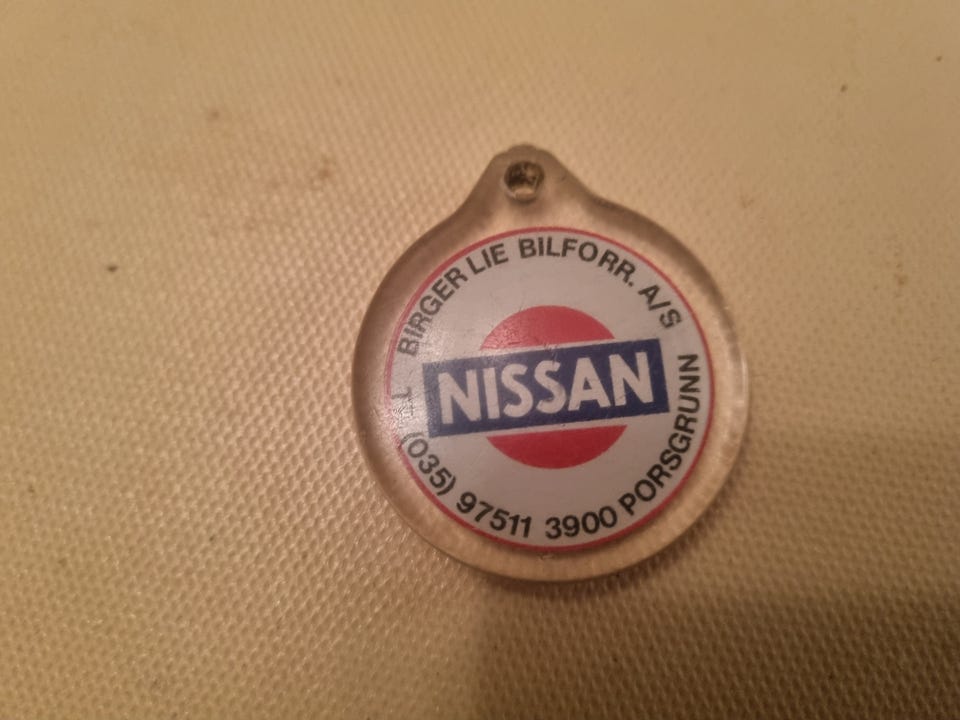 BIRGER LIE BILFORR. A/S
NISSAN
(035) 97511 3900 PORSGRUNN